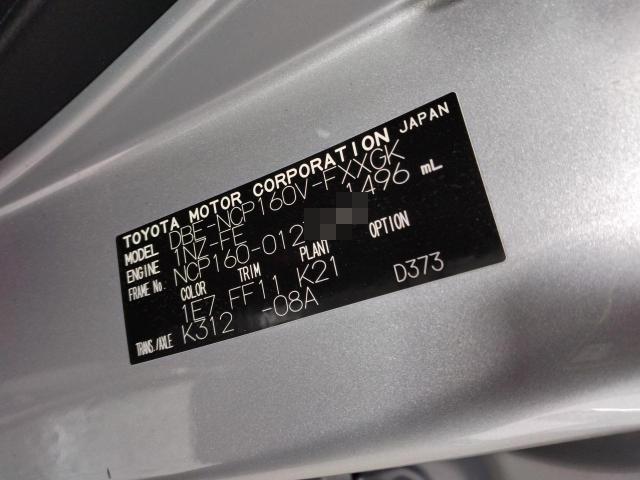 TOYOTA MOTOR CORPORATION JAPAN
MODEL DBE-NCP160V-FXXGK
ENGINE 1NZ-FE 1496 mL
FRAME No. NCP160-012
COLOR TRIM PLANT OPTION
1E7 FF11 K21
TRANS./AXLE K312 -08A D373